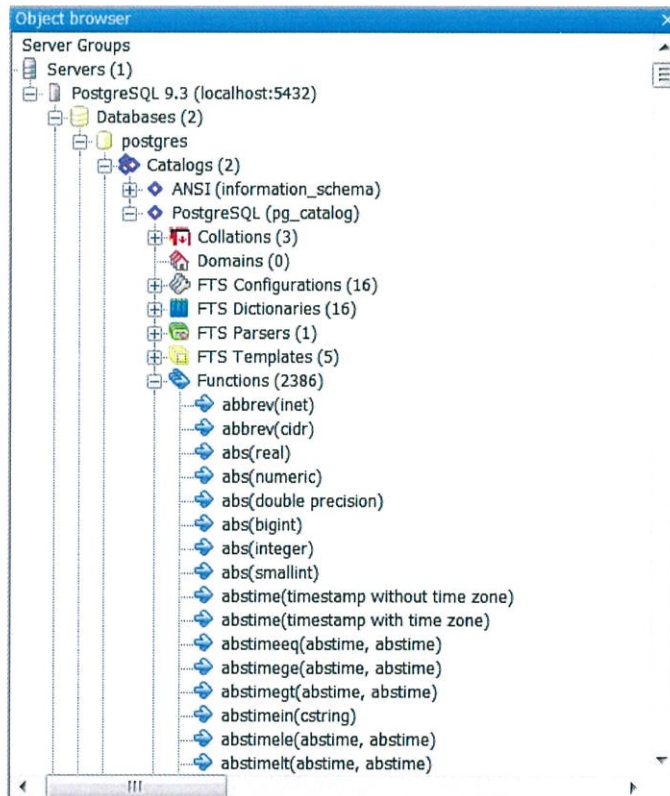 Object browser
Server Groups
Servers (1)
PostgreSQL 9.3 (localhost:5432)
Databases (2)
postgres
Catalogs (2)
ANSI (information_schema)
PostgreSQL (pg_catalog)
Collations (3)
Domains (0)
FTS Configurations (16)
FTS Dictionaries (16)
FTS Parsers (1)
FTS Templates (5)
Functions (2386)
abbrev(inet)
abbrev(cidr)
abs(real)
abs(numeric)
abs(double precision)
abs(bigint)
abs(integer)
abs(smallint)
abstime(timestamp without time zone)
abstime(timestamp with time zone)
abstimeeq(abstime, abstime)
abstimege(abstime, abstime)
abstimegt(abstime, abstime)
abstimein(cstring)
abstimele(abstime, abstime)
abstimelt(abstime, abstime)